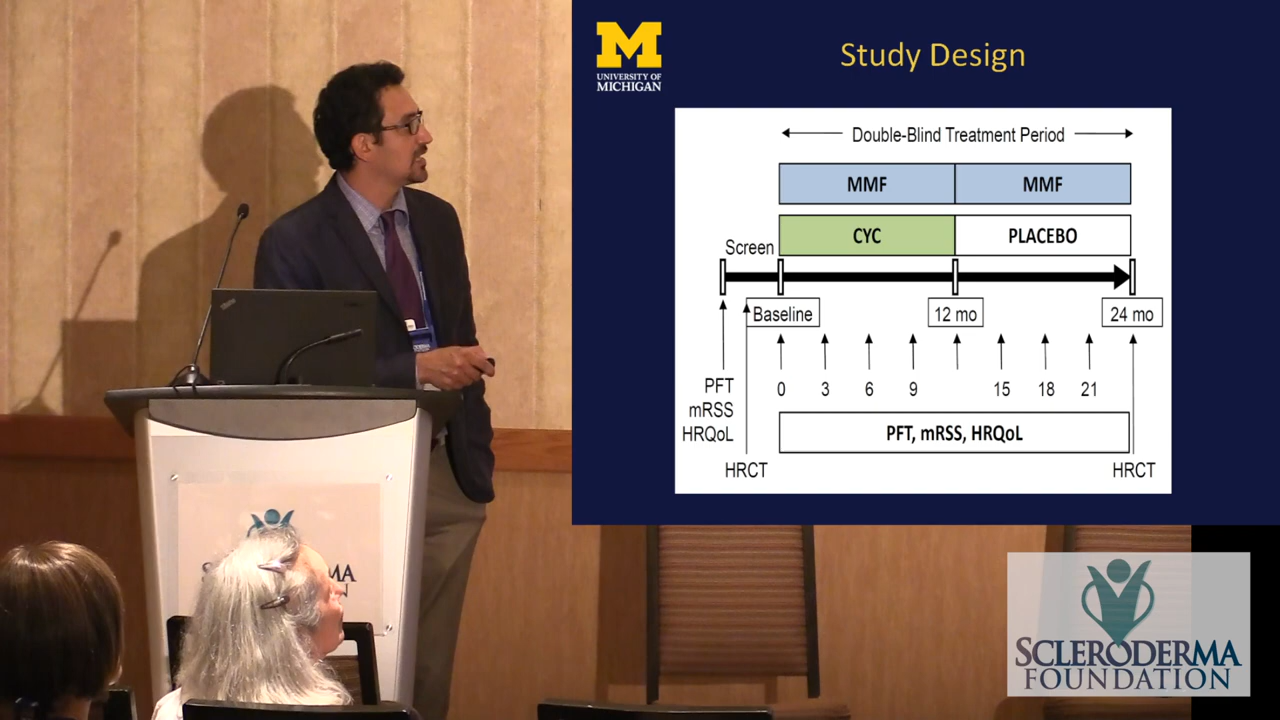 M
UNIVERSITY OF
MICHIGAN
Study Design
Double-Blind Treatment Period
MMF MMF
CYC PLACEBO
Screen
Baseline 12 mo 24 mo
0 3 6 9 15 18 21
PFT
mRSS
HRQoL
PFT, mRSS, HRQoL
HRCT HRCT
SCLERODERMA
FOUNDATION